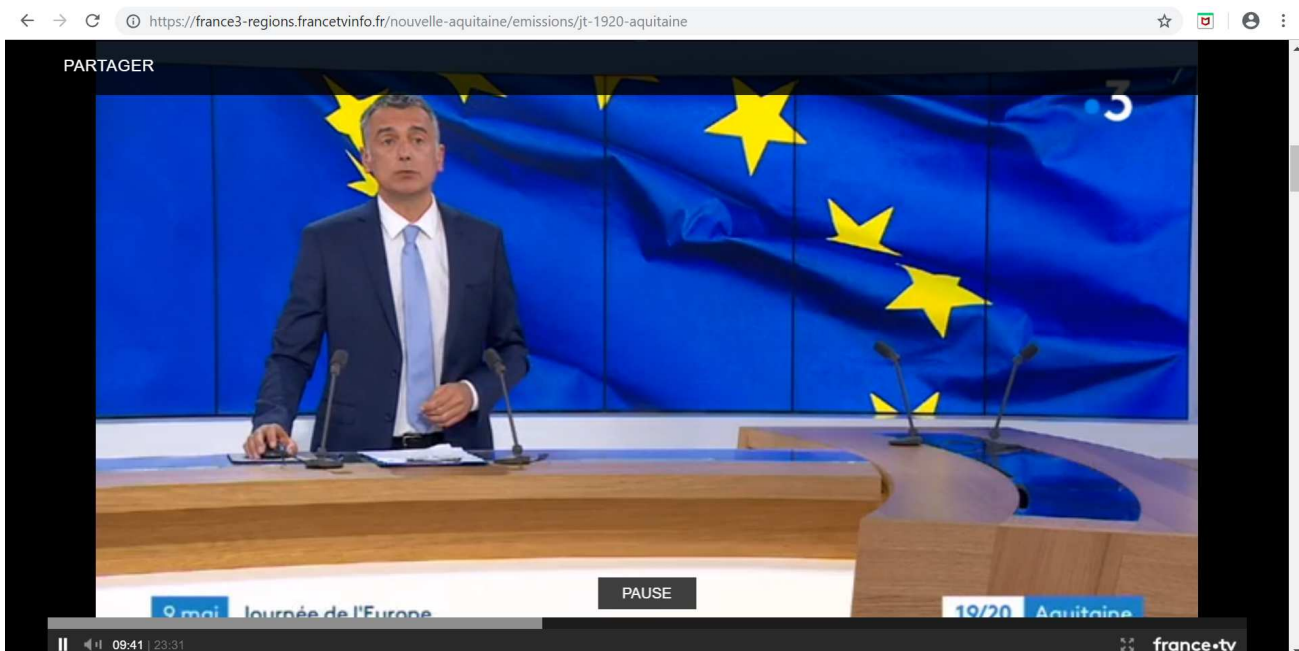 https://france3-regions.francetvinfo.fr/nouvelle-aquitaine/emissions/jt-1920-aquitaine
PARTAGER
3
PAUSE
9 mai Journée de l'Europe
19/20 Aquitaine
09:41 | 23:31
france•tv